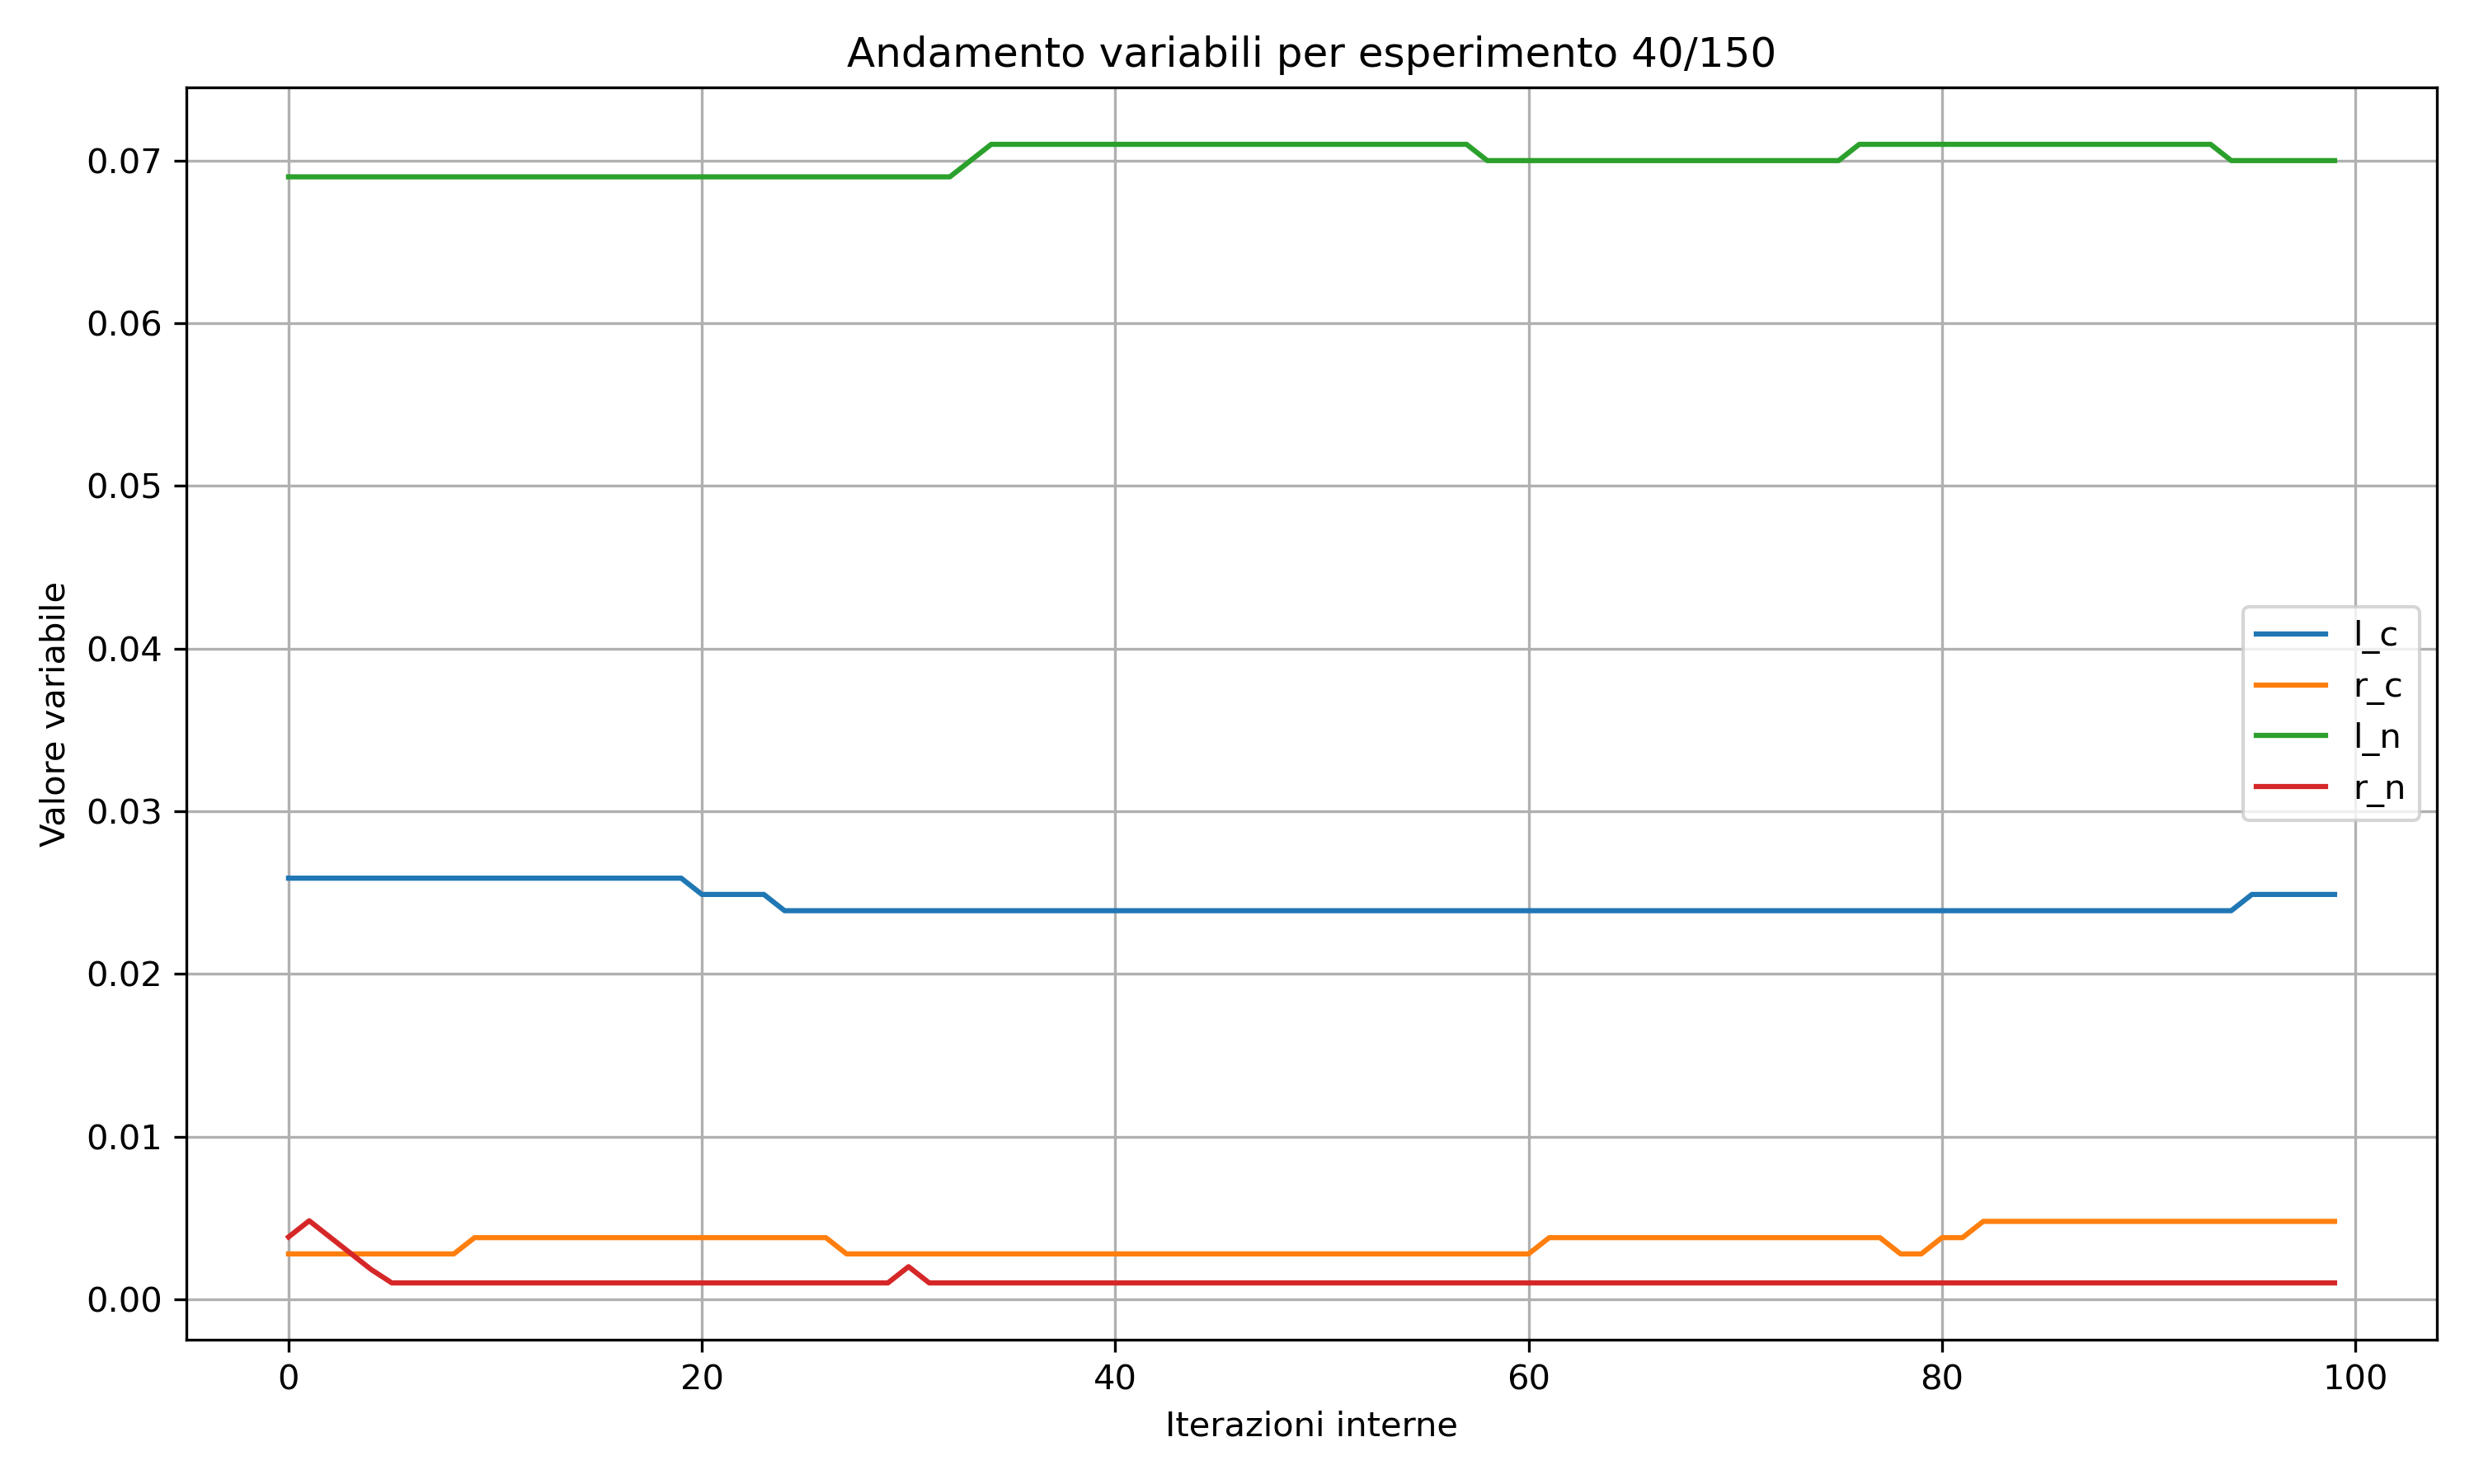 Andamento variabili per esperimento 40/150
Valore variabile
0.07
0.06
0.05
0.04
0.03
0.02
0.01
0.00
l_c
r_c
l_n
r_n
0 20 40 60 80 100
Iterazioni interne